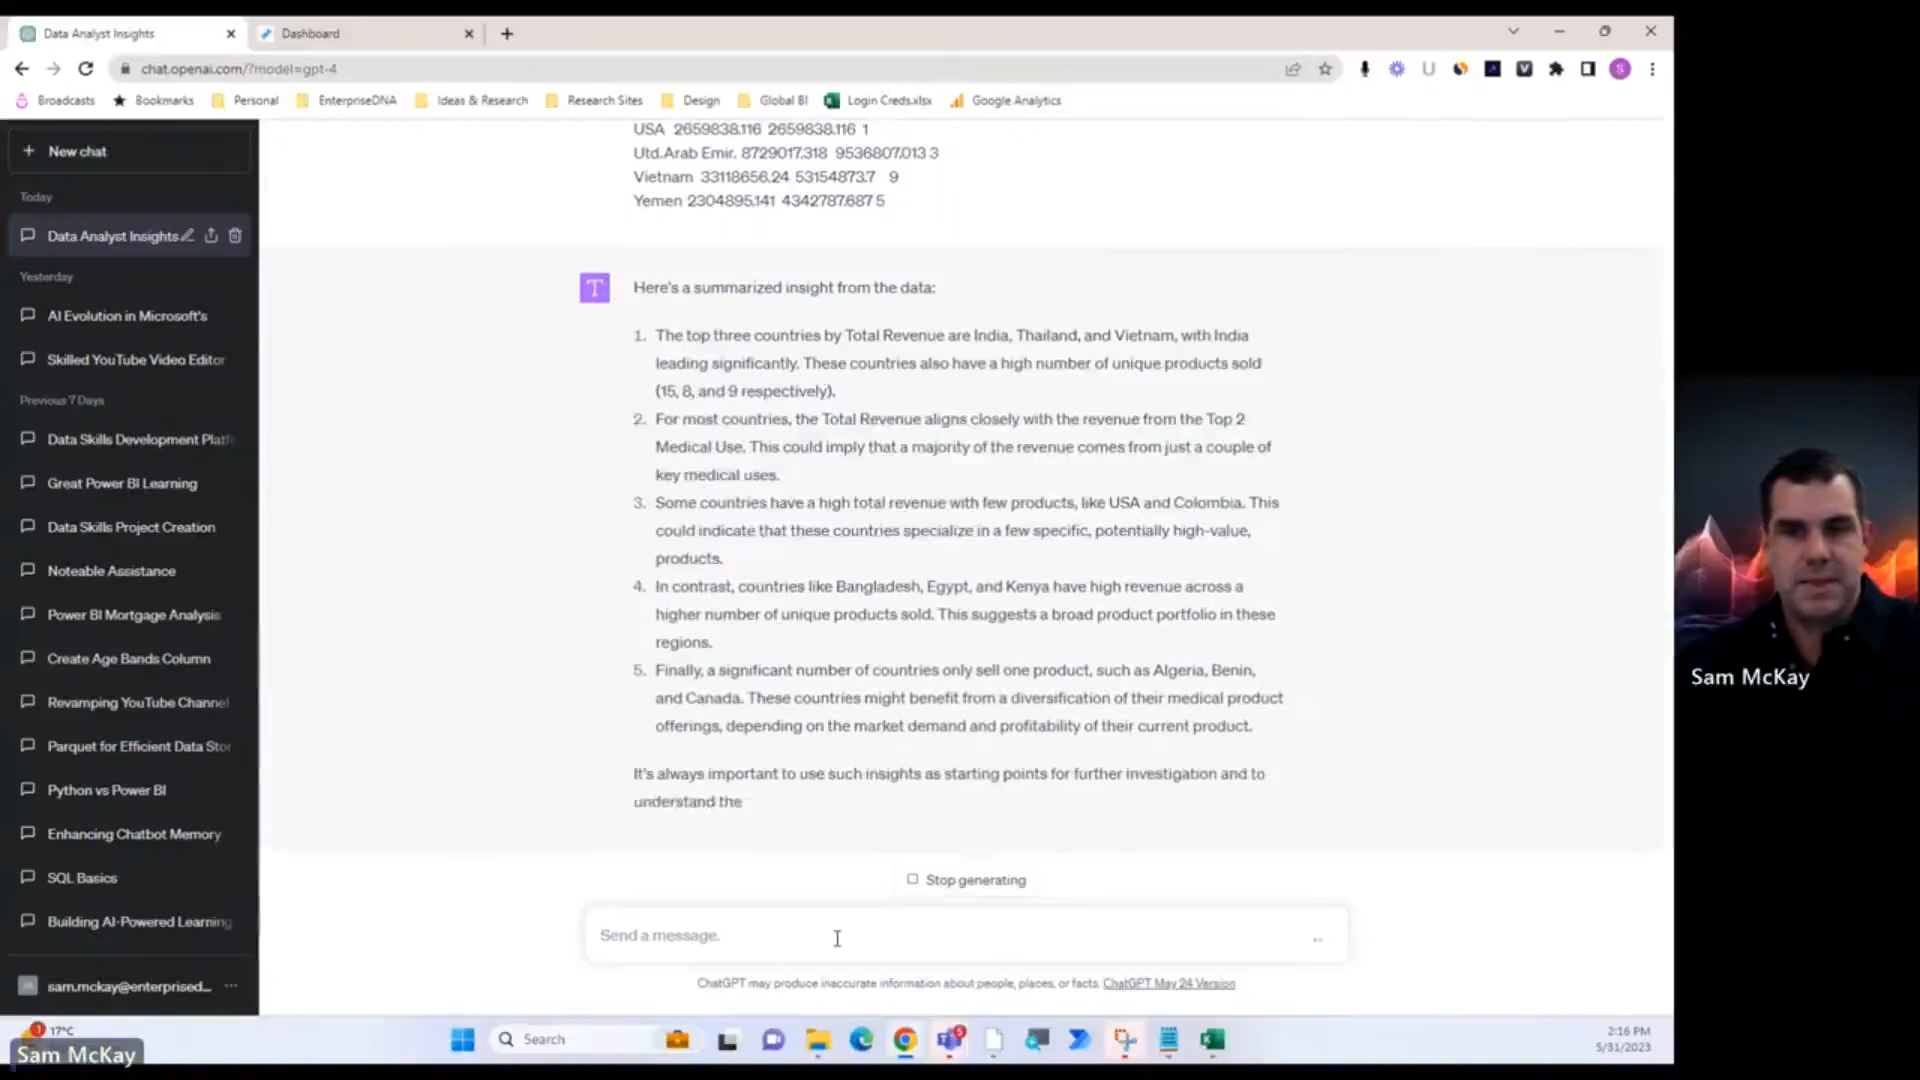 Data Analyst Insights
Dashboard
chat.openai.com/?model=gpt-4
Broadcasts
Bookmarks
Personal
EnterpriseDNA
Ideas & Research
Research Sites
Design
Global BI
Login Creds.xlsx
Google Analytics
New chat
Today
Data Analyst Insights
Yesterday
AI Evolution in Microsoft's
Skilled YouTube Video Editor
Previous 7 Days
Data Skills Development Platf
Great Power BI Learning
Data Skills Project Creation
Noteable Assistance
Power BI Mortgage Analysis
Create Age Bands Column
Revamping YouTube Channel
Parquet for Efficient Data Stor
Python vs Power BI
Enhancing Chatbot Memory
SQL Basics
Building AI-Powered Learning
sam.mckay@enterprised...
USA 2659838.116 2659838.116 1
Utd.Arab Emir. 8729017.318 9536807.013 3
Vietnam 33118656.24 53154873.7 9
Yemen 2304895.141 4342787.687 5
T
Here's a summarized insight from the data:
1. The top three countries by Total Revenue are India, Thailand, and Vietnam, with India
leading significantly. These countries also have a high number of unique products sold
(15, 8, and 9 respectively).
2. For most countries, the Total Revenue aligns closely with the revenue from the Top 2
Medical Use. This could imply that a majority of the revenue comes from just a couple of
key medical uses.
3. Some countries have a high total revenue with few products, like USA and Colombia. This
could indicate that these countries specialize in a few specific, potentially high-value,
products.
4. In contrast, countries like Bangladesh, Egypt, and Kenya have high revenue across a
higher number of unique products sold. This suggests a broad product portfolio in these
regions.
5. Finally, a significant number of countries only sell one product, such as Algeria, Benin,
and Canada. These countries might benefit from a diversification of their medical product
offerings, depending on the market demand and profitability of their current product.
It's always important to use such insights as starting points for further investigation and to
understand the
Stop generating
Send a message.
ChatGPT may produce inaccurate information about people, places, or facts. ChatGPT May 24 Version
Sam McKay
1
17°C
Search
5
2:16 PM
5/31/2023
Sam McKay